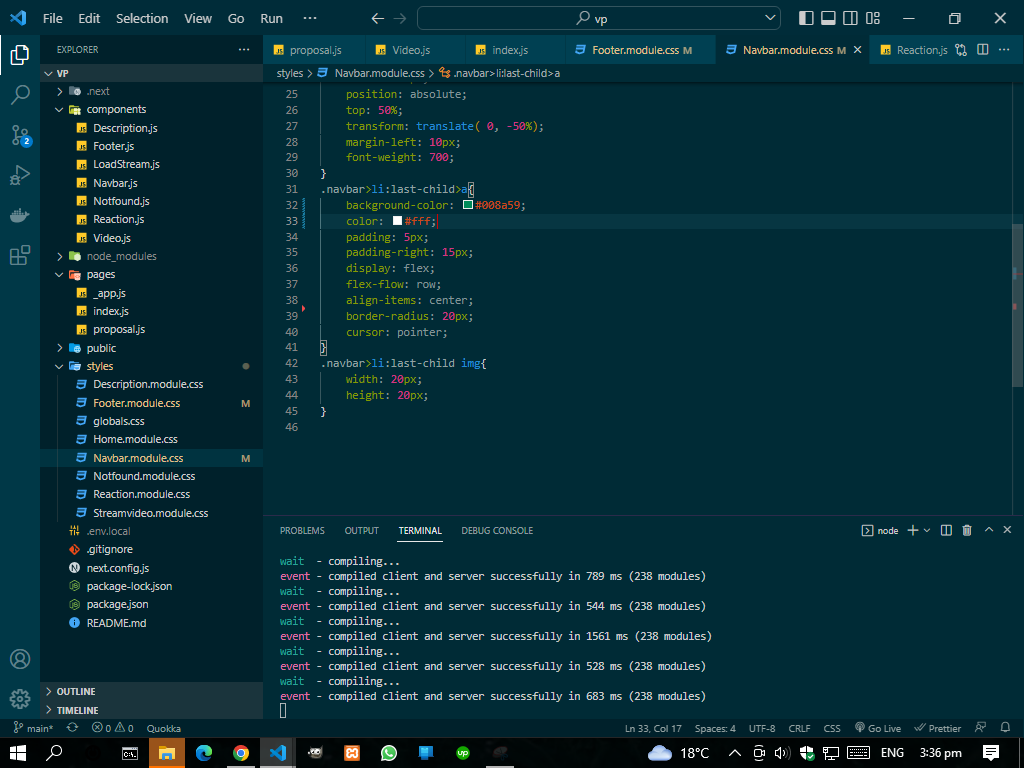 File Edit Selection View Go Run ··· vp
EXPLORER ···
proposal.js Video.js index.js Footer.module.css M Navbar.module.css M Reaction.js ···
VP
styles > Navbar.module.css > .navbar>li:last-child>a
.next
components
Description.js
Footer.js
LoadStream.js
Navbar.js
Notfound.js
Reaction.js
Video.js
node_modules
pages
_app.js
index.js
proposal.js
public
styles
Description.module.css
Footer.module.css M
globals.css
Home.module.css
Navbar.module.css M
Notfound.module.css
Reaction.module.css
Streamvideo.module.css
.env.local
.gitignore
next.config.js
package-lock.json
package.json
README.md
OUTLINE
TIMELINE
2
25 position: absolute;
26 top: 50%;
27 transform: translate( 0, -50%);
28 margin-left: 10px;
29 font-weight: 700;
30 }
31 .navbar>li:last-child>a{
32 background-color: #008a59;
33 color: #fff;
34 padding: 5px;
35 padding-right: 15px;
36 display: flex;
37 flex-flow: row;
38 align-items: center;
39 border-radius: 20px;
40 cursor: pointer;
41 }
42 .navbar>li:last-child img{
43 width: 20px;
44 height: 20px;
45 }
46
PROBLEMS OUTPUT TERMINAL DEBUG CONSOLE node
wait - compiling...
event - compiled client and server successfully in 789 ms (238 modules)
wait - compiling...
event - compiled client and server successfully in 544 ms (238 modules)
wait - compiling...
event - compiled client and server successfully in 1561 ms (238 modules)
wait - compiling...
event - compiled client and server successfully in 528 ms (238 modules)
wait - compiling...
event - compiled client and server successfully in 683 ms (238 modules)
main* 0 0 Quokka Ln 33, Col 17 Spaces: 4 UTF-8 CRLF CSS Go Live Prettier
18°C ENG 3:36 pm